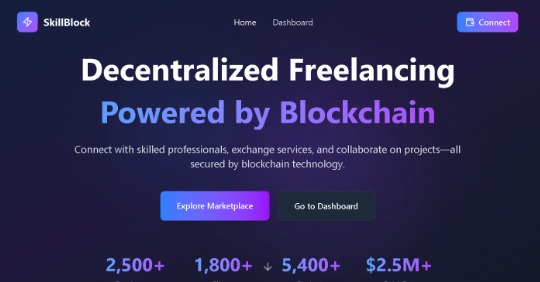 SkillBlock
Home Dashboard
Connect
Decentralized Freelancing
Powered by Blockchain
Connect with skilled professionals, exchange services, and collaborate on projects—all
secured by blockchain technology.
Explore Marketplace
Go to Dashboard
2,500+ 1,800+ 5,400+ $2.5M+